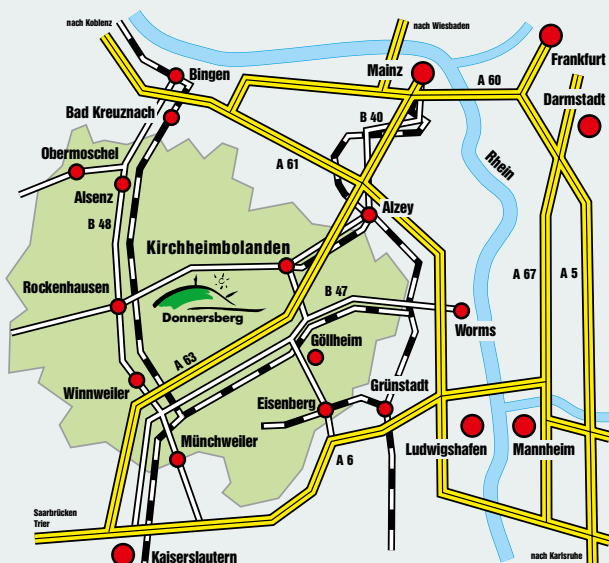 nach Koblenz
nach Wiesbaden
Frankfurt
Bingen
Mainz
A 60
Darmstadt
Bad Kreuznach
B 40
Obermoschel
A 61
Rhein
Alsenz
Alzey
B 48
Kirchheimbolanden
A 67
A 5
Rockenhausen
B 47
Donnersberg
Worms
Göllheim
A 63
Winnweiler
Grünstadt
Eisenberg
Münchweiler
Ludwigshafen
Mannheim
A 6
Saarbrücken
Trier
Kaiserslautern
nach Karlsruhe